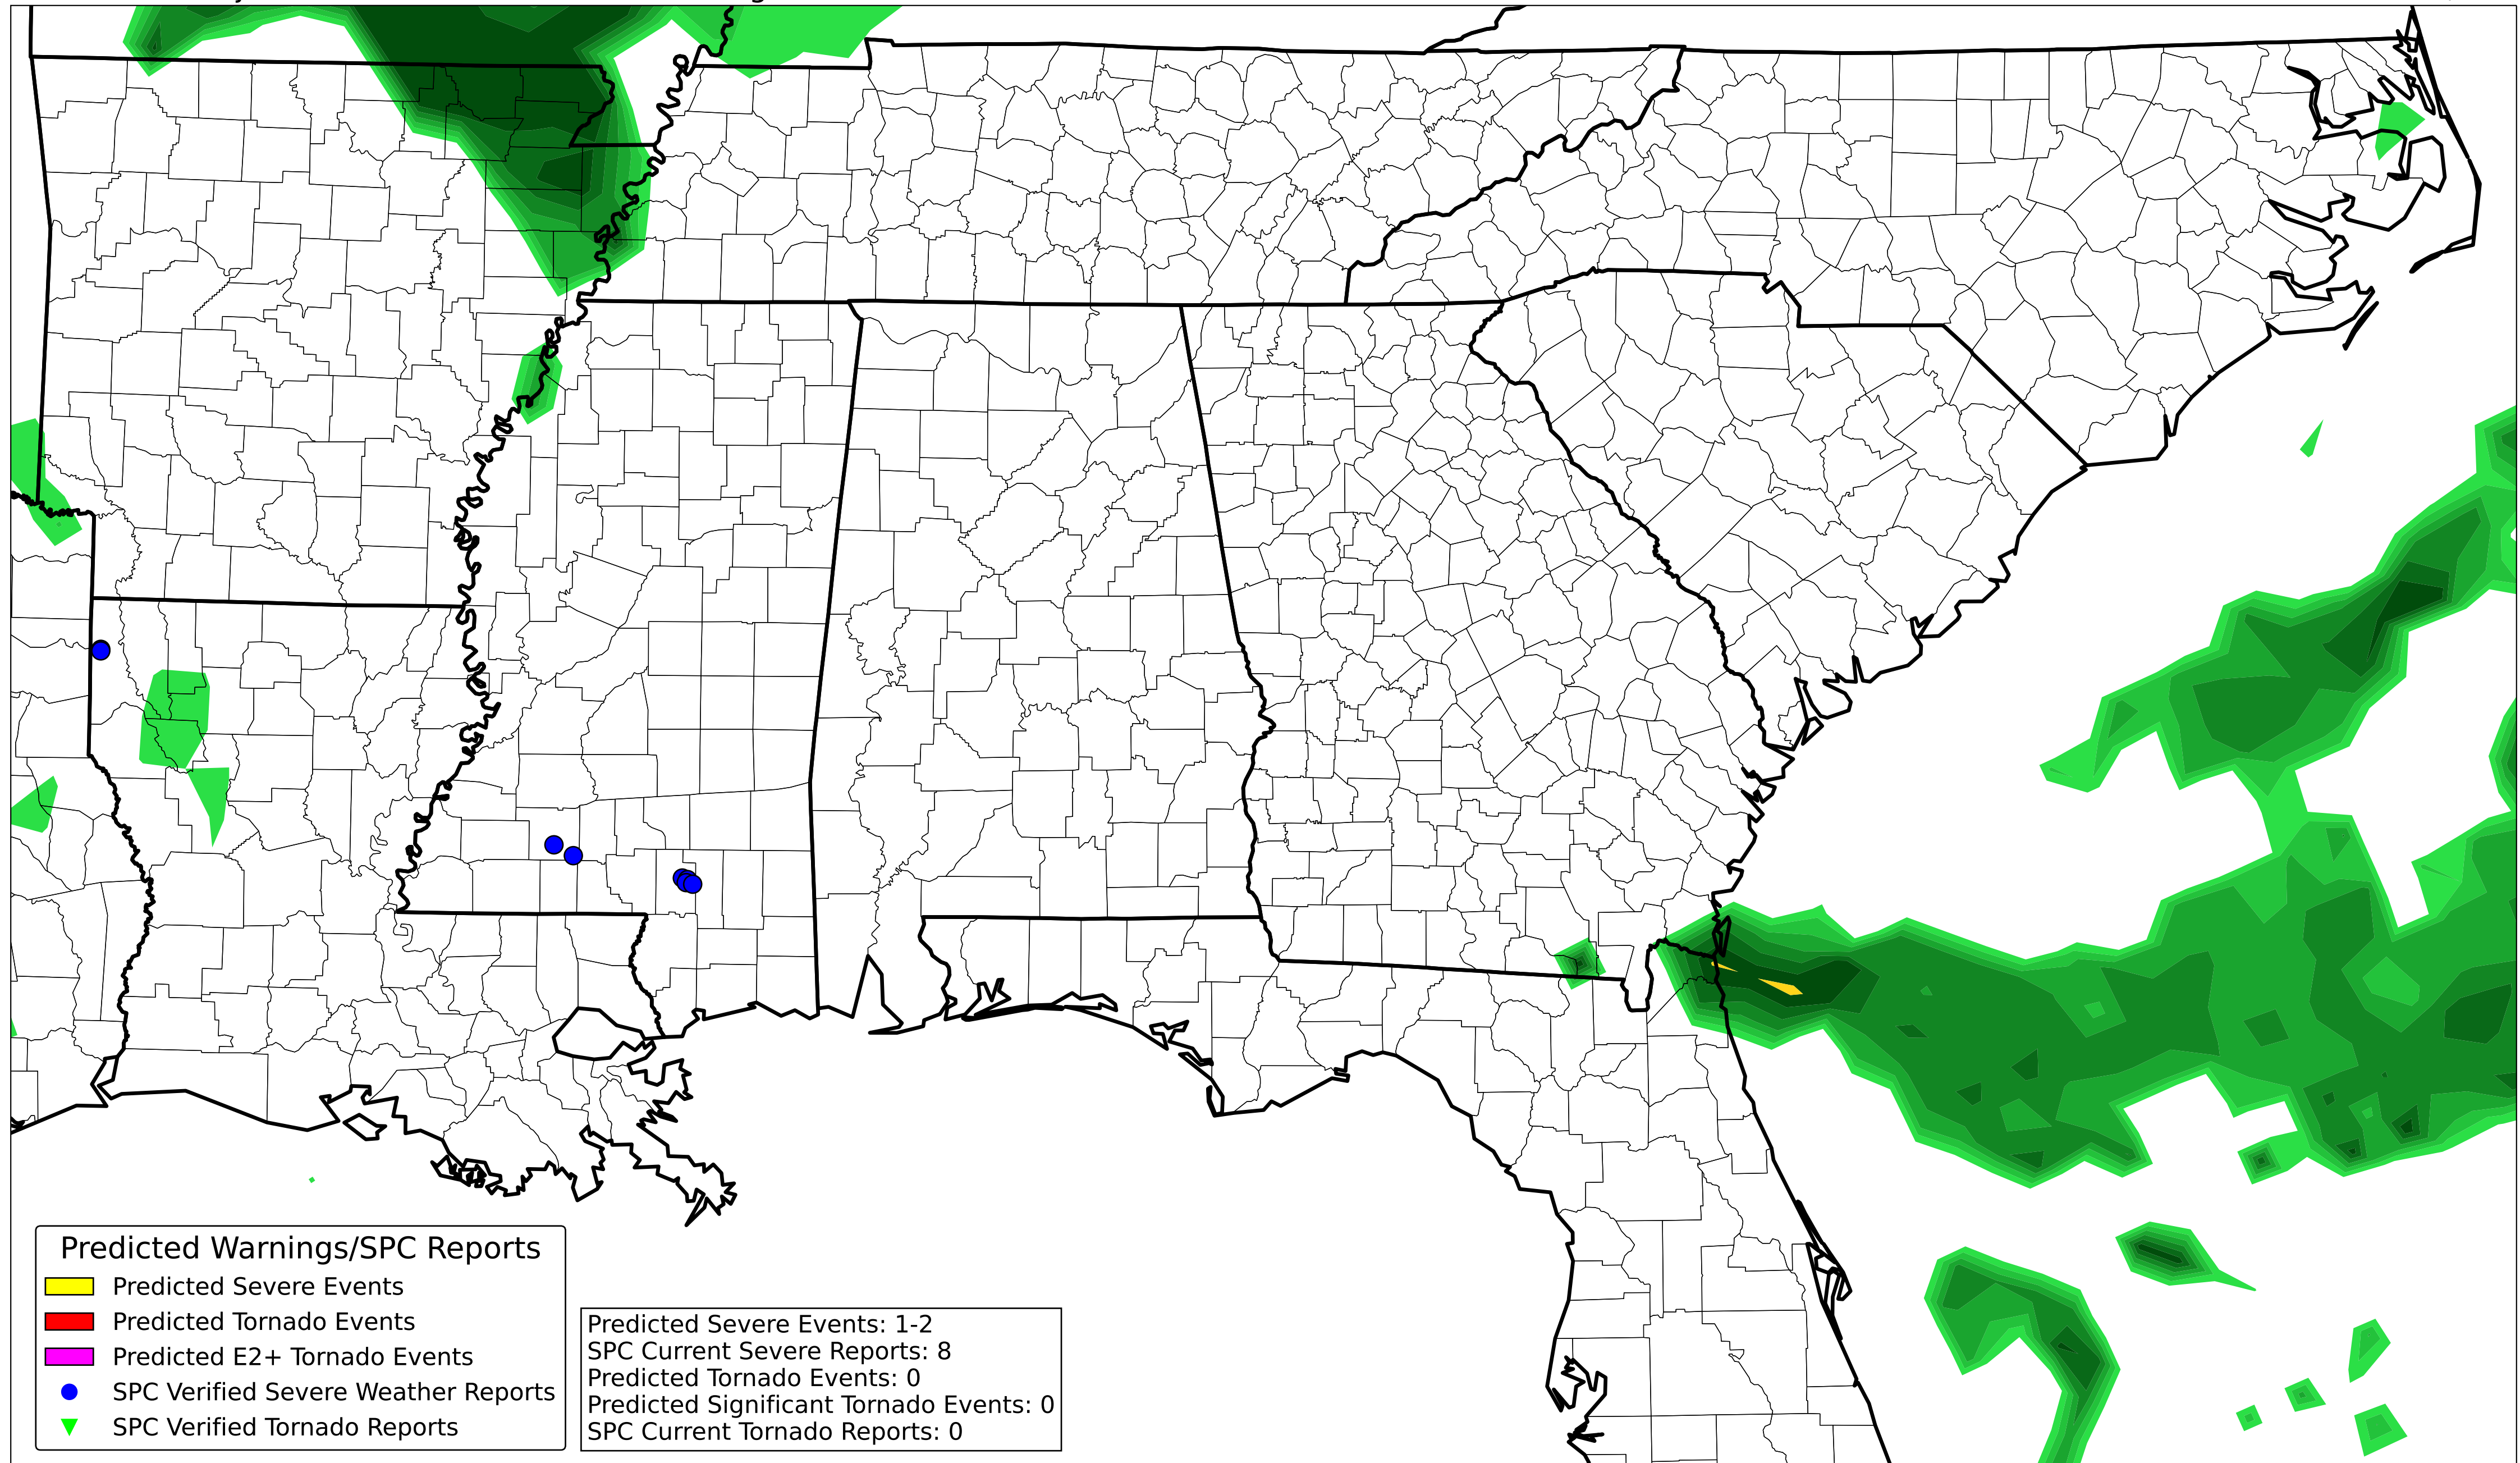 Predicted Warnings/SPC Reports
Predicted Severe Events
Predicted Tornado Events
Predicted E2+ Tornado Events
SPC Verified Severe Weather Reports
SPC Verified Tornado Reports
Predicted Severe Events: 1-2
SPC Current Severe Reports: 8
Predicted Tornado Events: 0
Predicted Significant Tornado Events: 0
SPC Current Tornado Reports: 0